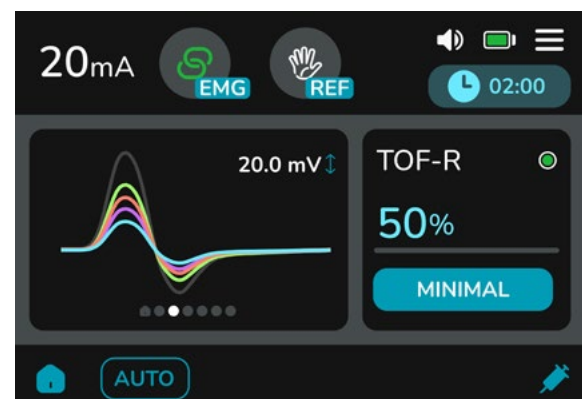 20mA
EMG
REF
02:00
20.0 mV
TOF-R
50%
MINIMAL
AUTO